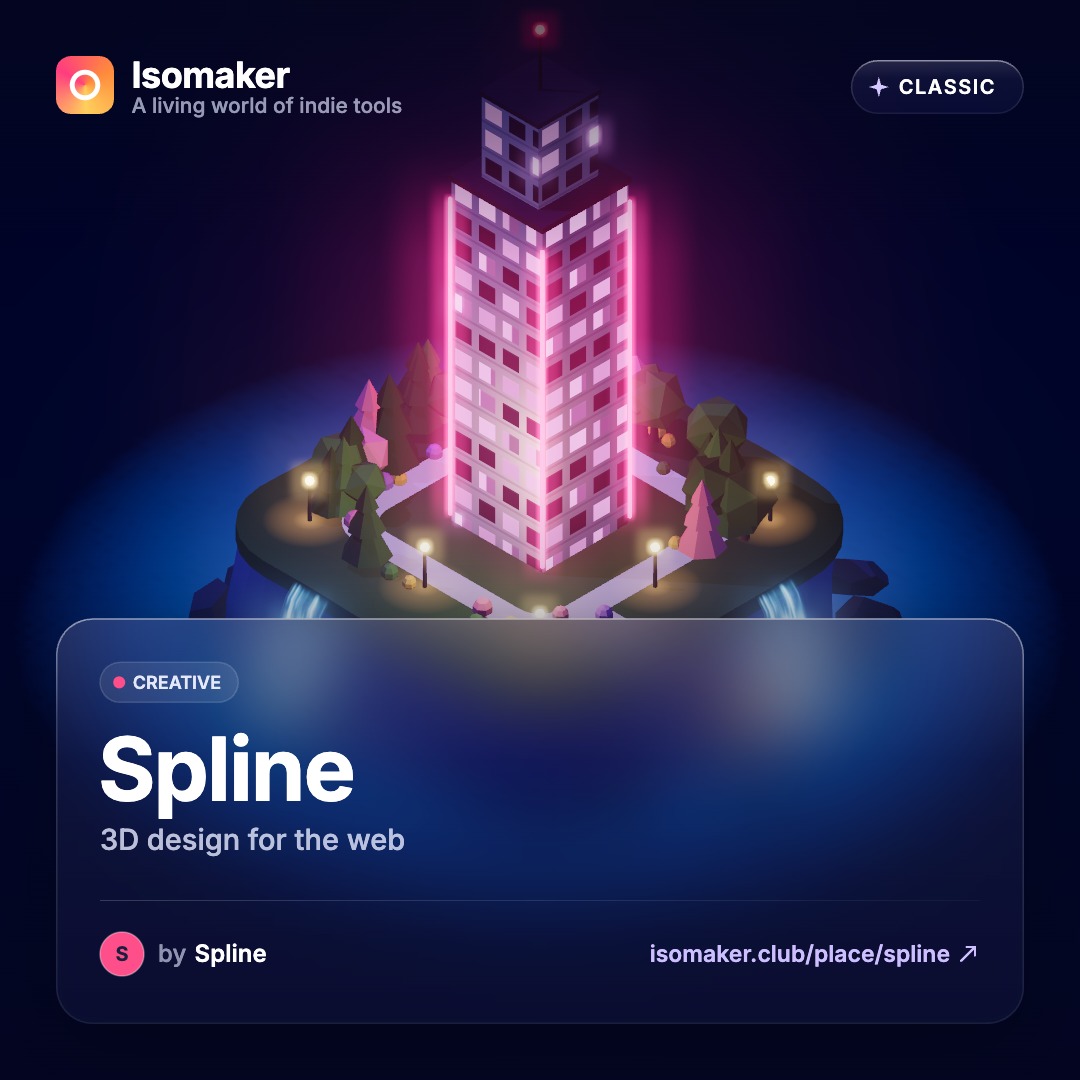 Isomaker
A living world of indie tools
CLASSIC
CREATIVE
Spline
3D design for the web
S
by Spline
isomaker.club/place/spline ↗